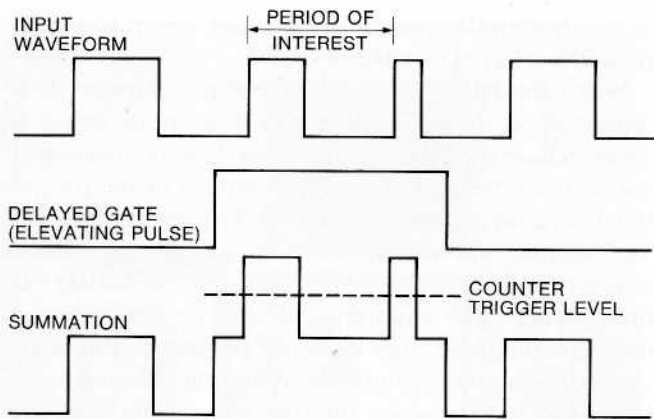 INPUT
WAVEFORM
PERIOD OF
INTEREST
DELAYED GATE
(ELEVATING PULSE)
COUNTER
TRIGGER LEVEL
SUMMATION